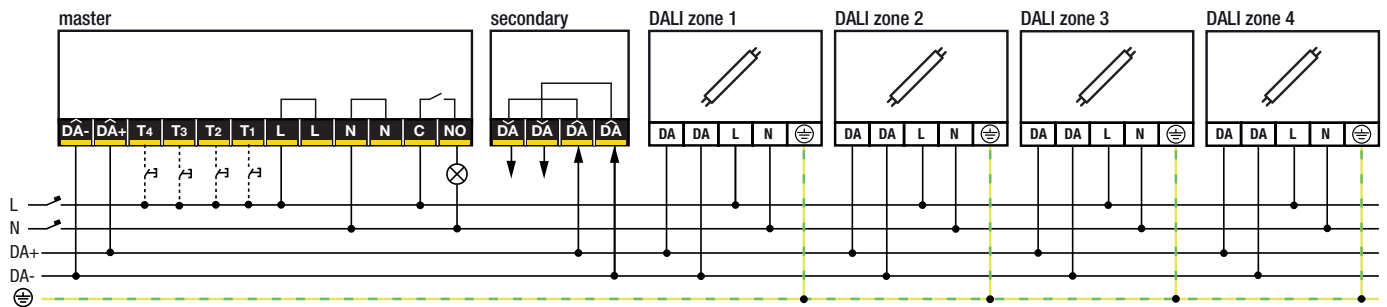 master
secondary
DALI zone 1
DALI zone 2
DALI zone 3
DALI zone 4
DA- DA+ T4 T3 T2 T1 L L N N C NO
DA DA DA DA
DA DA L N
DA DA L N
DA DA L N
DA DA L N
L
N
DA+
DA-